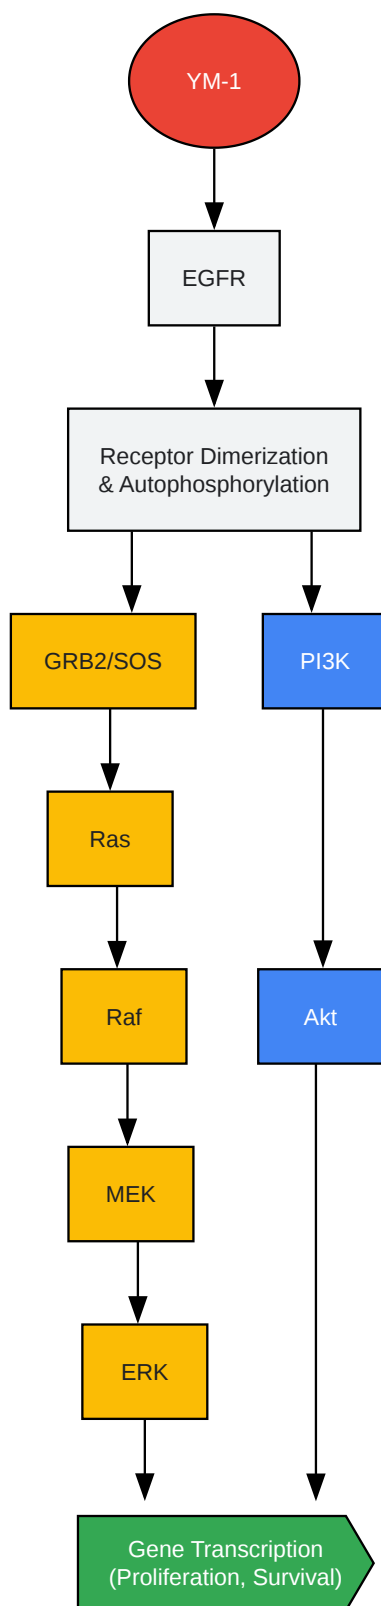 YM-1
EGFR
Receptor Dimerization
& Autophosphorylation
GRB2/SOS
PI3K
Ras
Raf
Akt
MEK
ERK
Gene Transcription
(Proliferation, Survival)